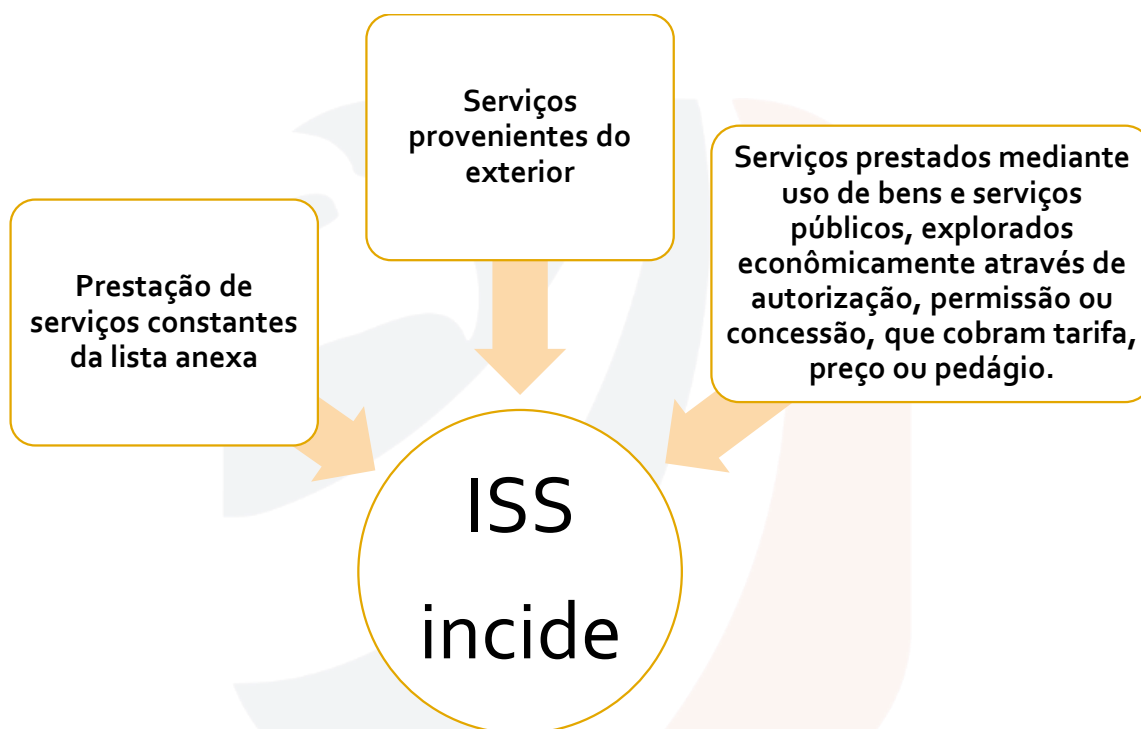 Serviços
provenientes do
exterior
Serviços prestados mediante
uso de bens e serviços
públicos, explorados
econômicamente através de
autorização, permissão ou
concessão, que cobram tarifa,
preço ou pedágio.
Prestação de
serviços constantes
da lista anexa
ISS
incide